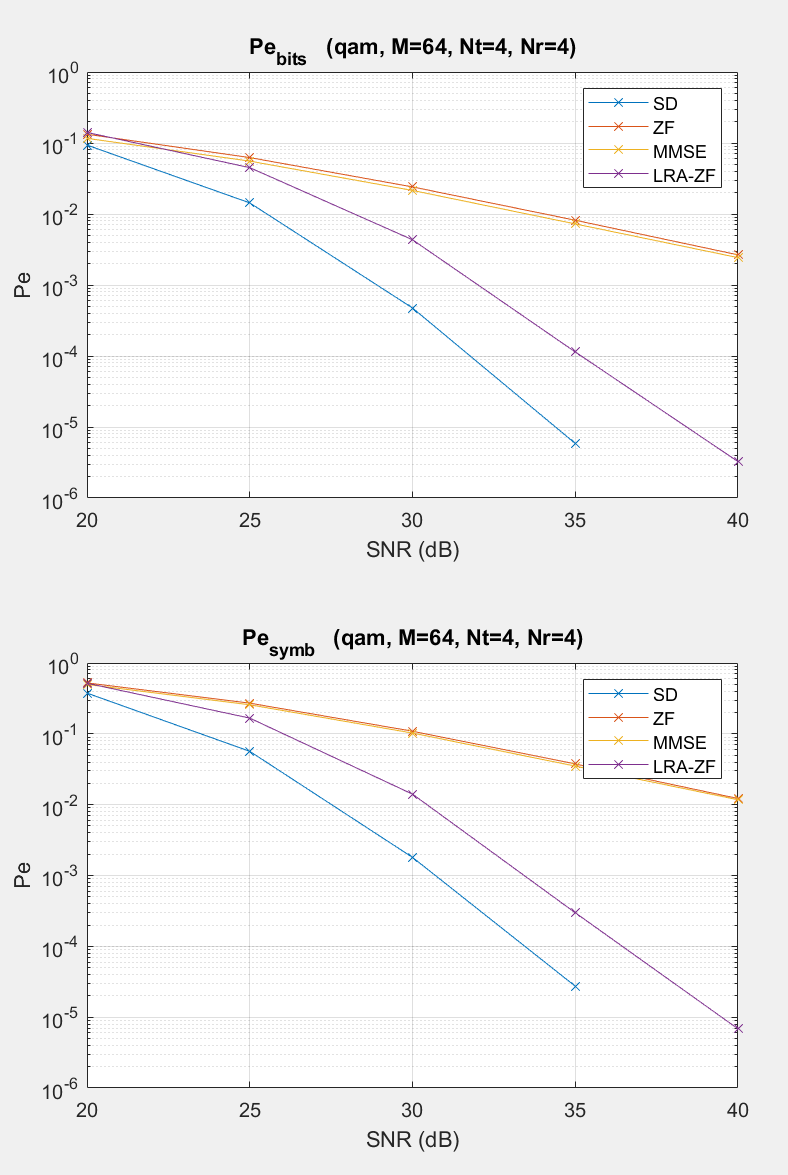 Pe_bits (qam, M=64, Nt=4, Nr=4)
10^0
SD
ZF
MMSE
LRA-ZF
10^-1
10^-2
10^-3
Pe
10^-4
10^-5
10^-6
20 25 30 35 40
SNR (dB)
Pe_symb (qam, M=64, Nt=4, Nr=4)
10^0
SD
ZF
MMSE
LRA-ZF
10^-1
10^-2
10^-3
Pe
10^-4
10^-5
10^-6
20 25 30 35 40
SNR (dB)